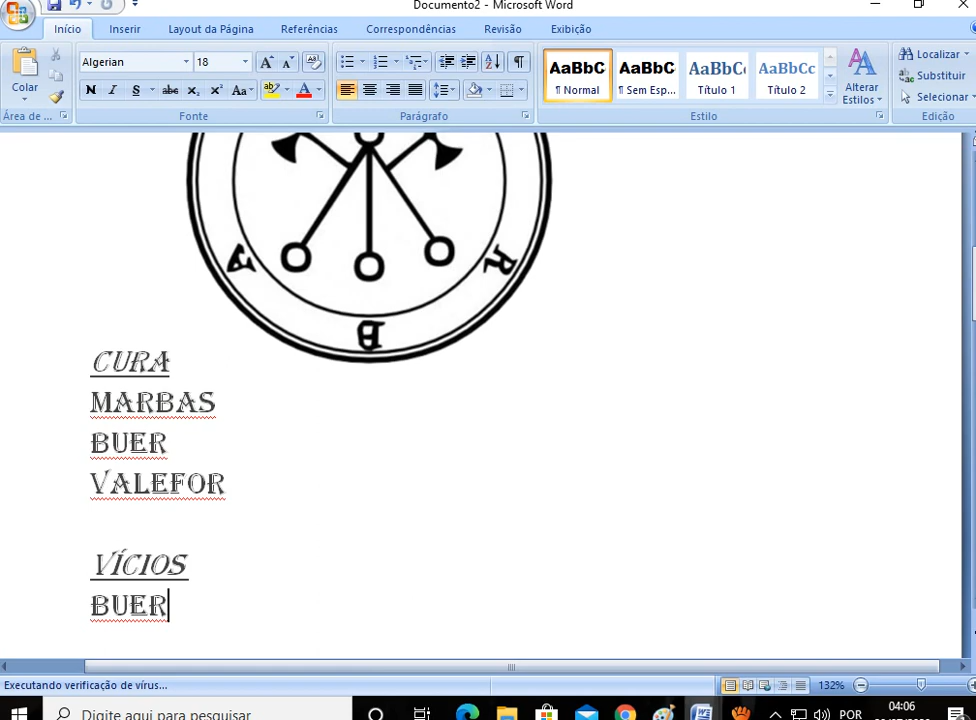 Documento2 - Microsoft Word
Início Inserir Layout da Página Referências Correspondências Revisão Exibição
Colar
Algerian 18
AaBbC AaBbC AaBbC AaBbCc
¶ Normal ¶ Sem Esp... Título 1 Título 2
Alterar Estilos
Localizar
Substituir
Selecionar
Área de ... Fonte Parágrafo Estilo Edição
A R
B
CURA
MARBAS
BUER
VALEFOR
VÍCIOS
BUER
Executando verificação de vírus... 132%
Digite aqui para pesquisar POR 04:06